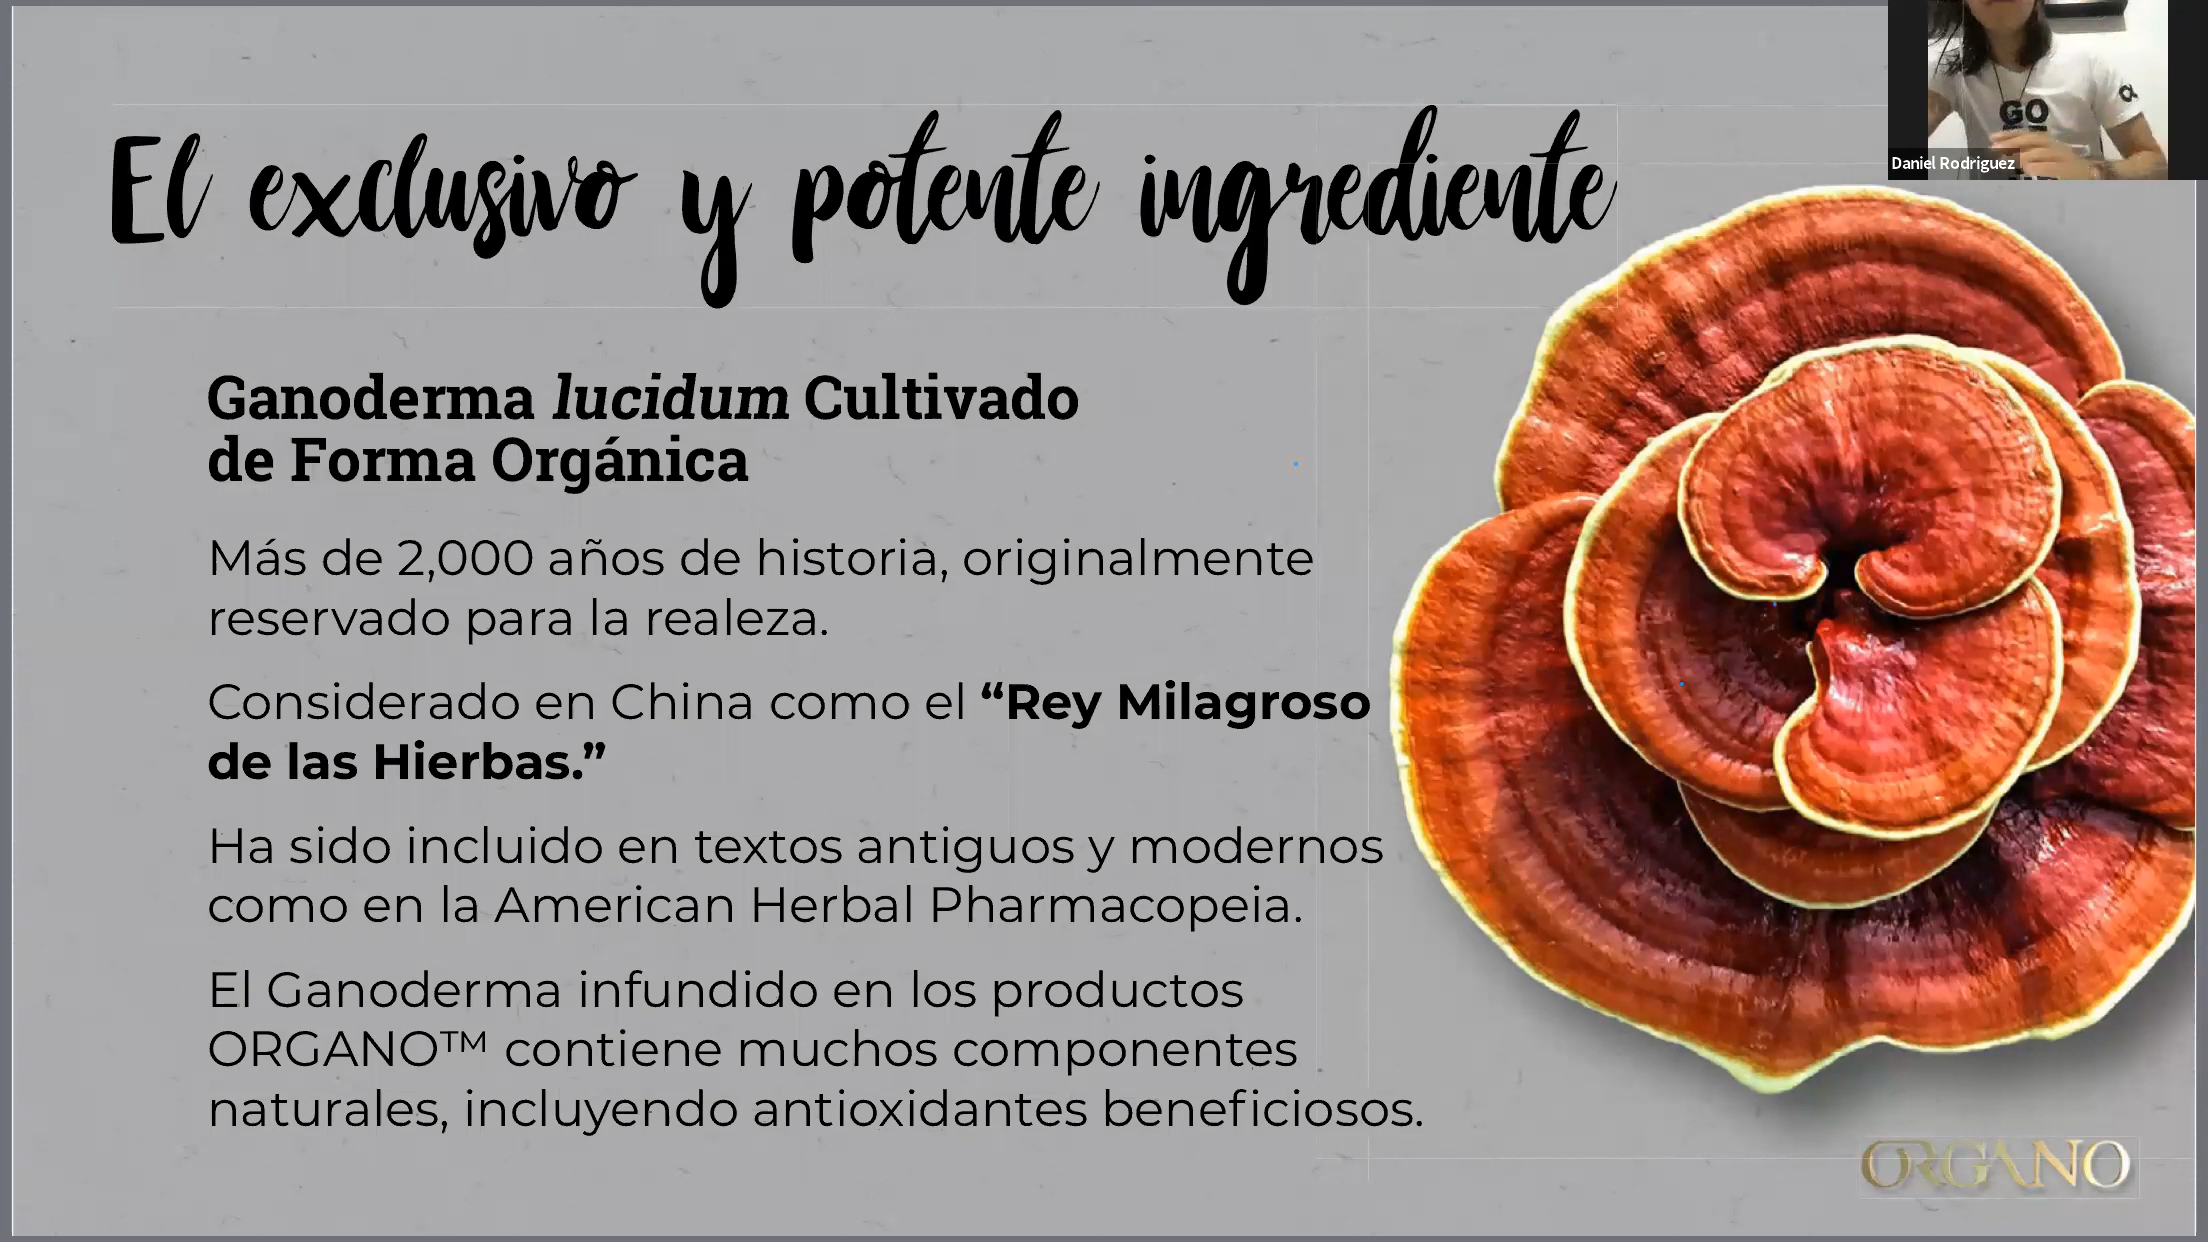 El exclusivo y potente ingrediente
Ganoderma lucidum Cultivado
de Forma Orgánica
Más de 2,000 años de historia, originalmente
reservado para la realeza.
Considerado en China como el “Rey Milagroso
de las Hierbas.”
Ha sido incluido en textos antiguos y modernos
como en la American Herbal Pharmacopeia.
El Ganoderma infundido en los productos
ORGANO™ contiene muchos componentes
naturales, incluyendo antioxidantes beneficiosos.
ORGANO
GO
Daniel Rodriguez